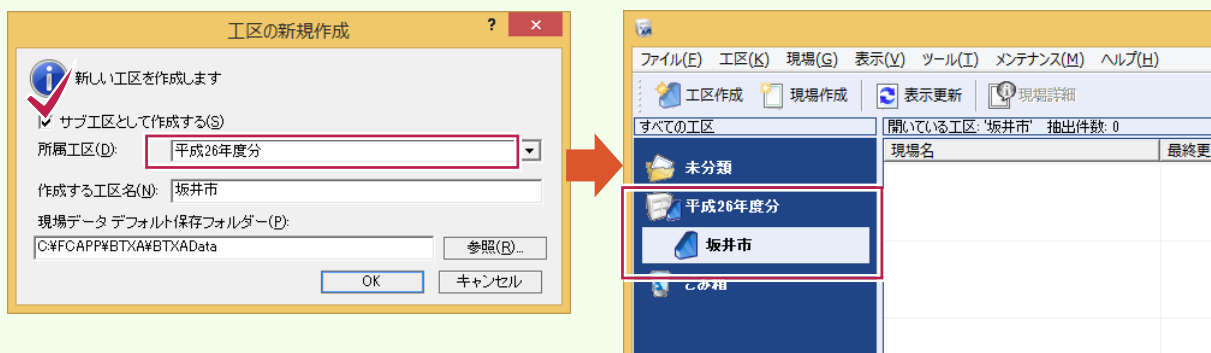 工区の新規作成
?
×
新しい工区を作成します
サブ工区として作成する(S)
所属工区(D):
平成26年度分
作成する工区名(N):
坂井市
現場データ デフォルト保存フォルダー(P):
C:¥FCAPP¥BTXA¥BTXAData
参照(R)...
OK
キャンセル
ファイル(F) 工区(K) 現場(G) 表示(V) ツール(T) メンテナンス(M) ヘルプ(H)
工区作成 現場作成 表示更新 現場詳細
すべての工区
開いている工区: '坂井市' 抽出件数: 0
現場名
最終更
未分類
平成26年度分
坂井市
ごみ箱